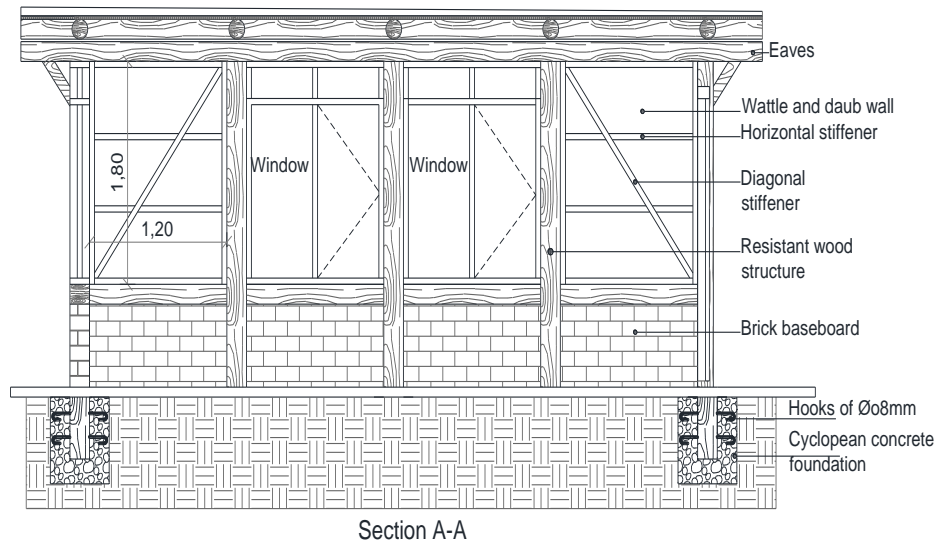 Eaves
Wattle and daub wall
Horizontal stiffener
Window
Window
1,80
Diagonal
stiffener
1,20
Resistant wood
structure
Brick baseboard
Hooks of Øo8mm
Cyclopean concrete
foundation
Section A-A